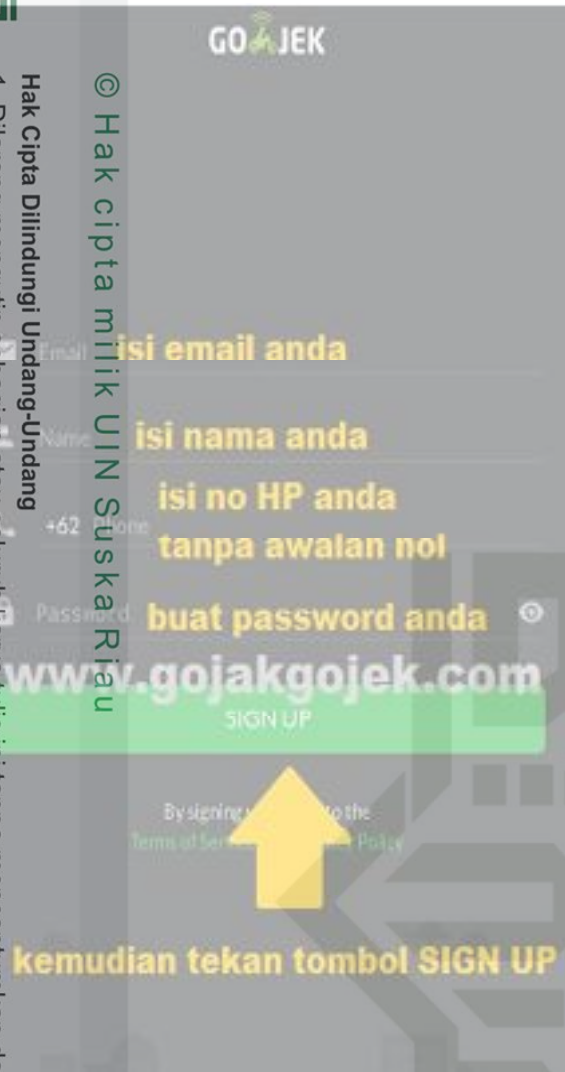 GOJEK
Email isi email anda
Name isi nama anda
isi no HP anda
+62 Phone
tanpa awalan nol
Password buat password anda
www.gojakgojek.com
SIGN UP
By signing to the
Terms of Policy
kemudian tekan tombol SIGN UP
© Hak cipta milik UIN Suska Riau
Hak Cipta Dilindungi Undang-Undang